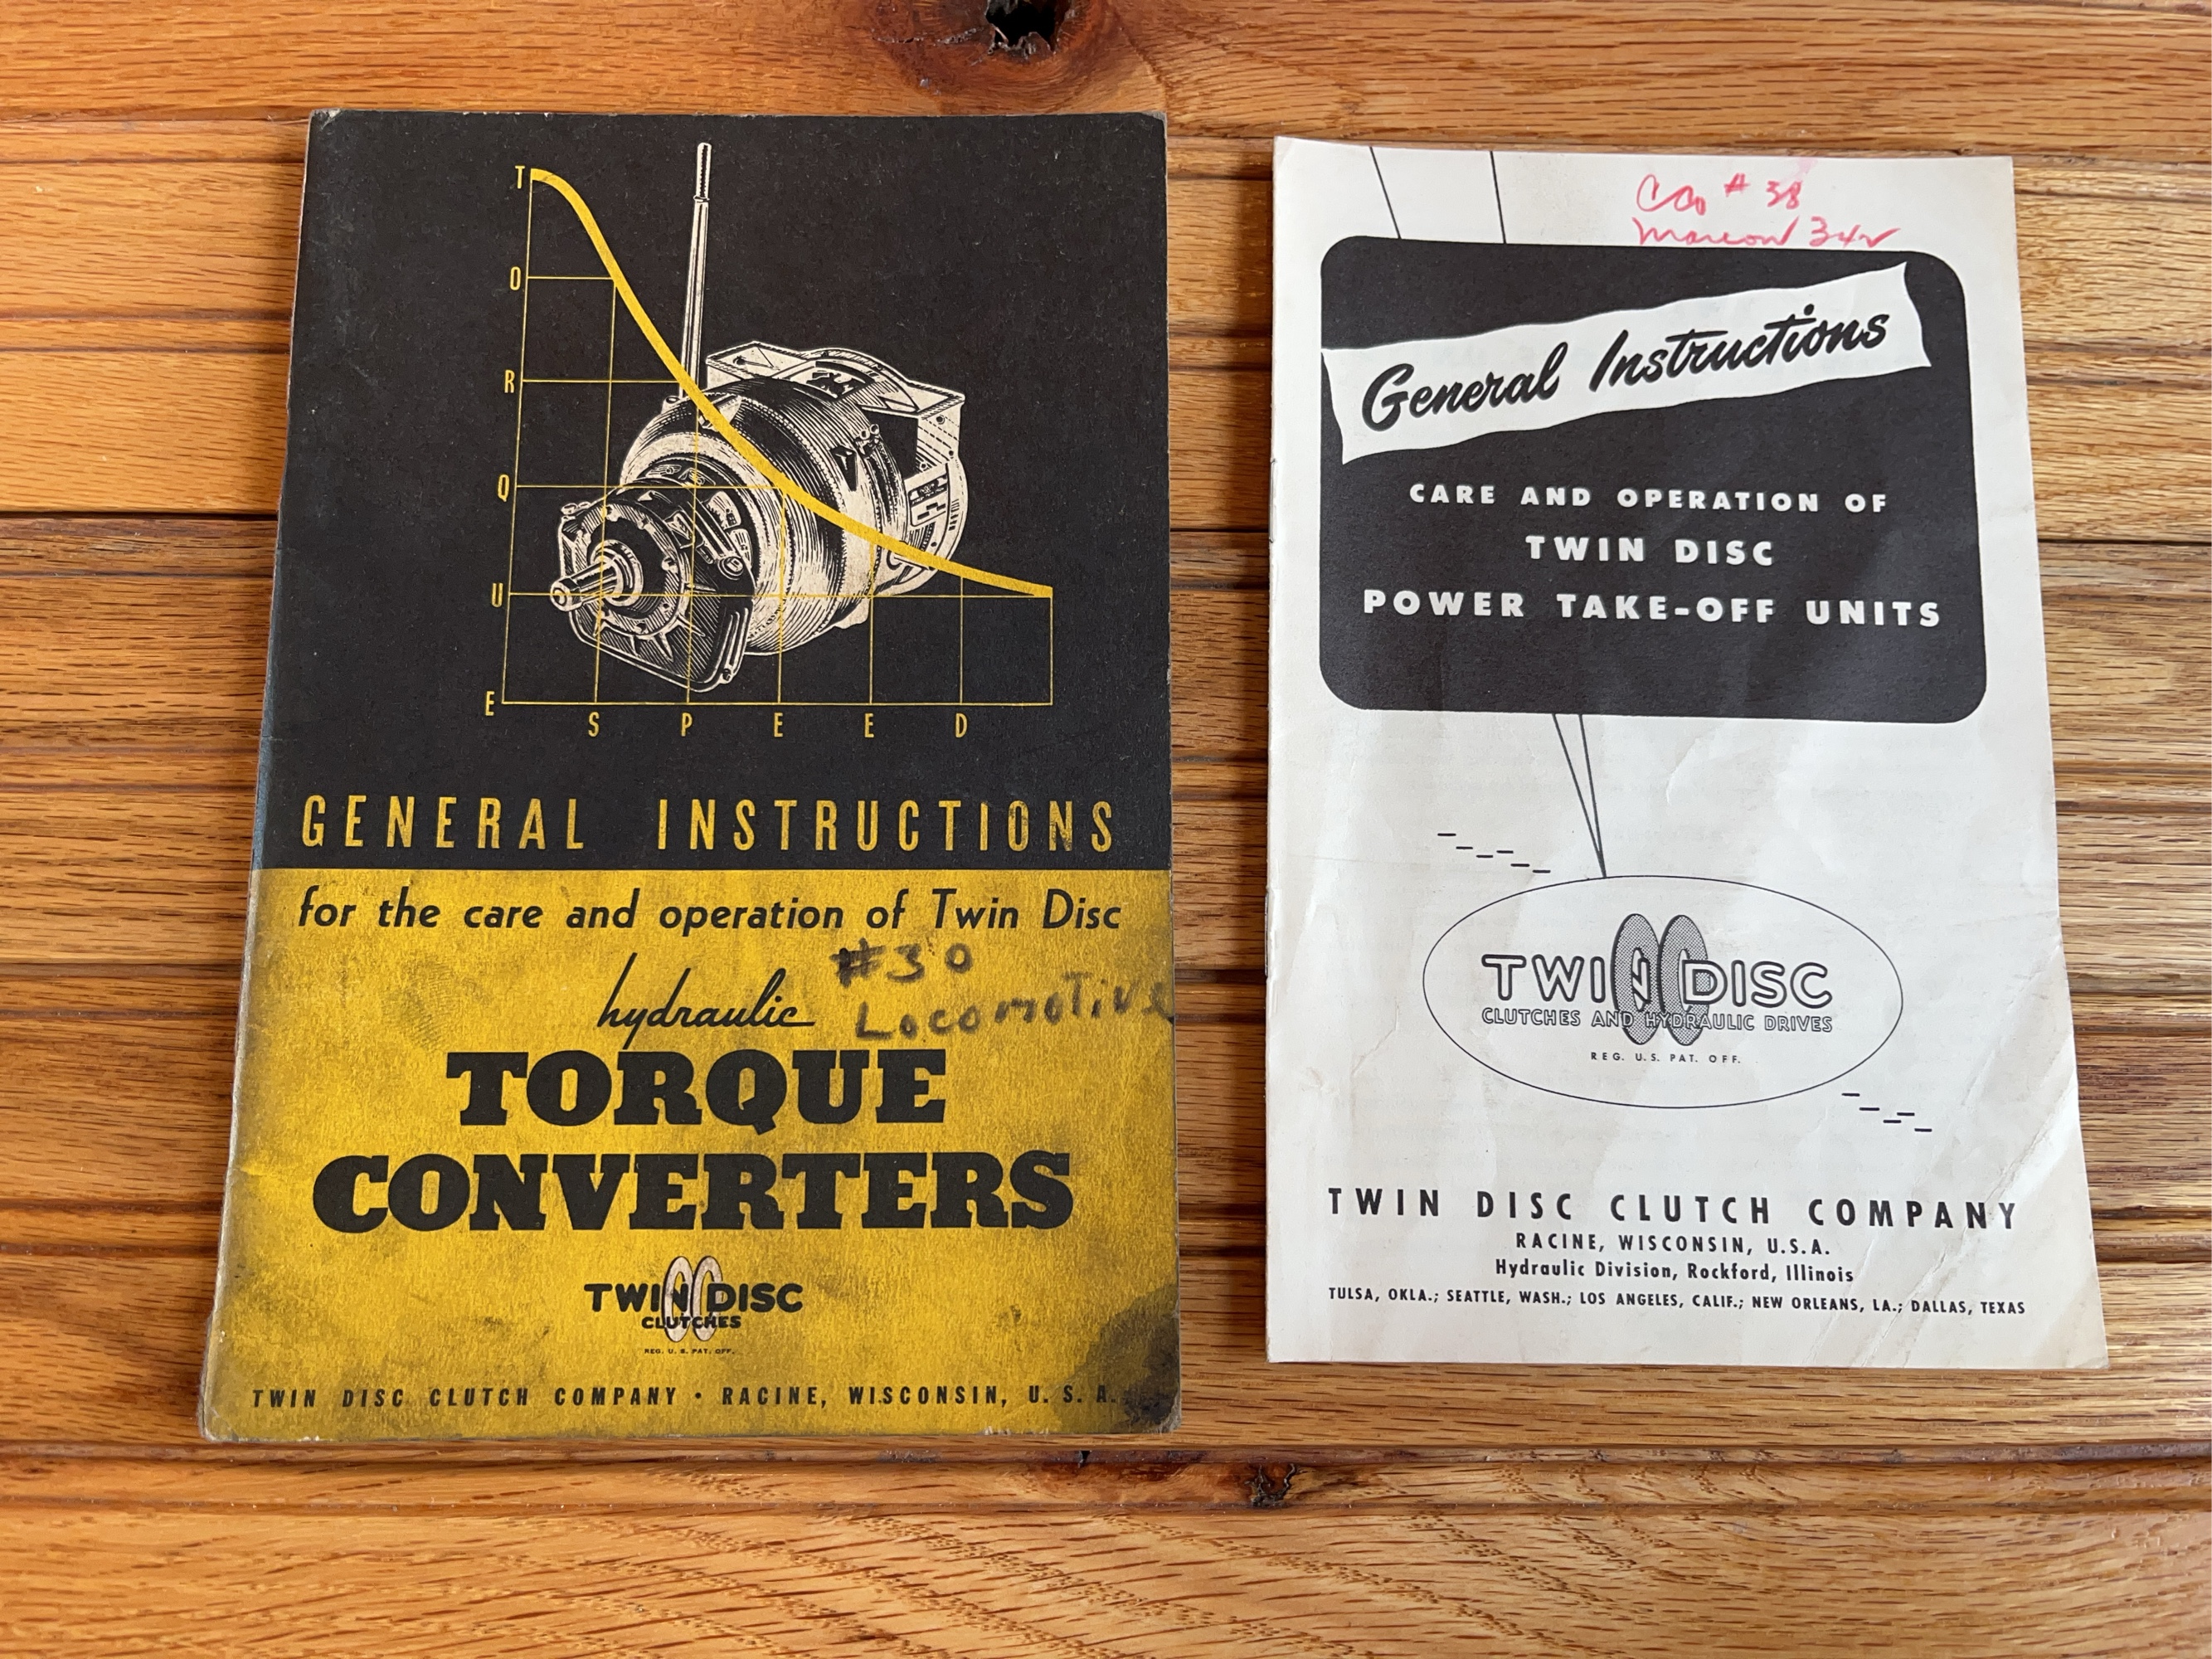 T
O
R
Q
U
E
S P E E D
GENERAL INSTRUCTIONS
for the care and operation of Twin Disc
#30
hydraulic Locomotive
TORQUE
CONVERTERS
TWIN DISC
CLUTCHES
REG. U. S. PAT. OFF.
TWIN DISC CLUTCH COMPANY • RACINE, WISCONSIN, U. S. A.
# 38
Marion 342
General Instructions
CARE AND OPERATION OF
TWIN DISC
POWER TAKE-OFF UNITS
TWIN DISC
CLUTCHES AND HYDRAULIC DRIVES
REG. U.S. PAT. OFF.
TWIN DISC CLUTCH COMPANY
RACINE, WISCONSIN, U.S.A.
Hydraulic Division, Rockford, Illinois
TULSA, OKLA.; SEATTLE, WASH.; LOS ANGELES, CALIF.; NEW ORLEANS, LA.; DALLAS, TEXAS